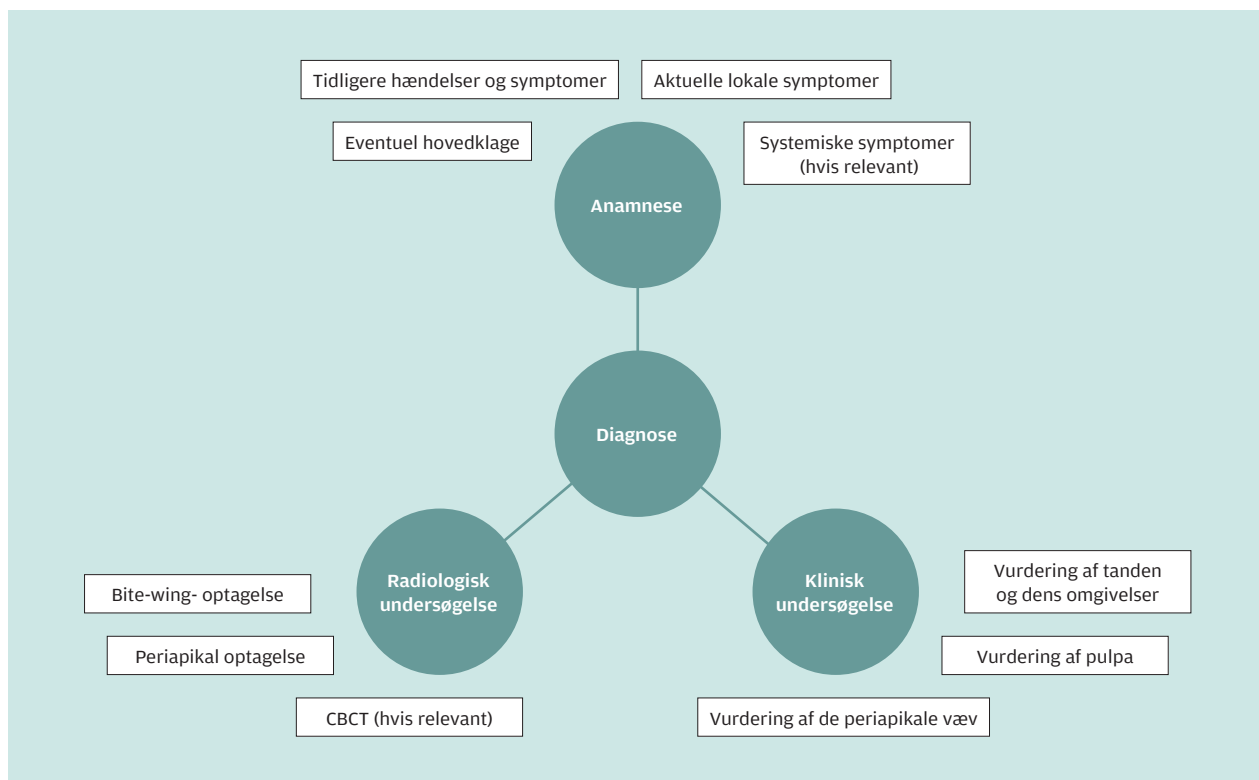 Tidligere hændelser og symptomer
Aktuelle lokale symptomer
Eventuel hovedklage
Systemiske symptomer
(hvis relevant)
Anamnese
Diagnose
Radiologisk
undersøgelse
Bite-wing- optagelse
Periapikal optagelse
CBCT (hvis relevant)
Klinisk
undersøgelse
Vurdering af tanden
og dens omgivelser
Vurdering af pulpa
Vurdering af de periapikale væv